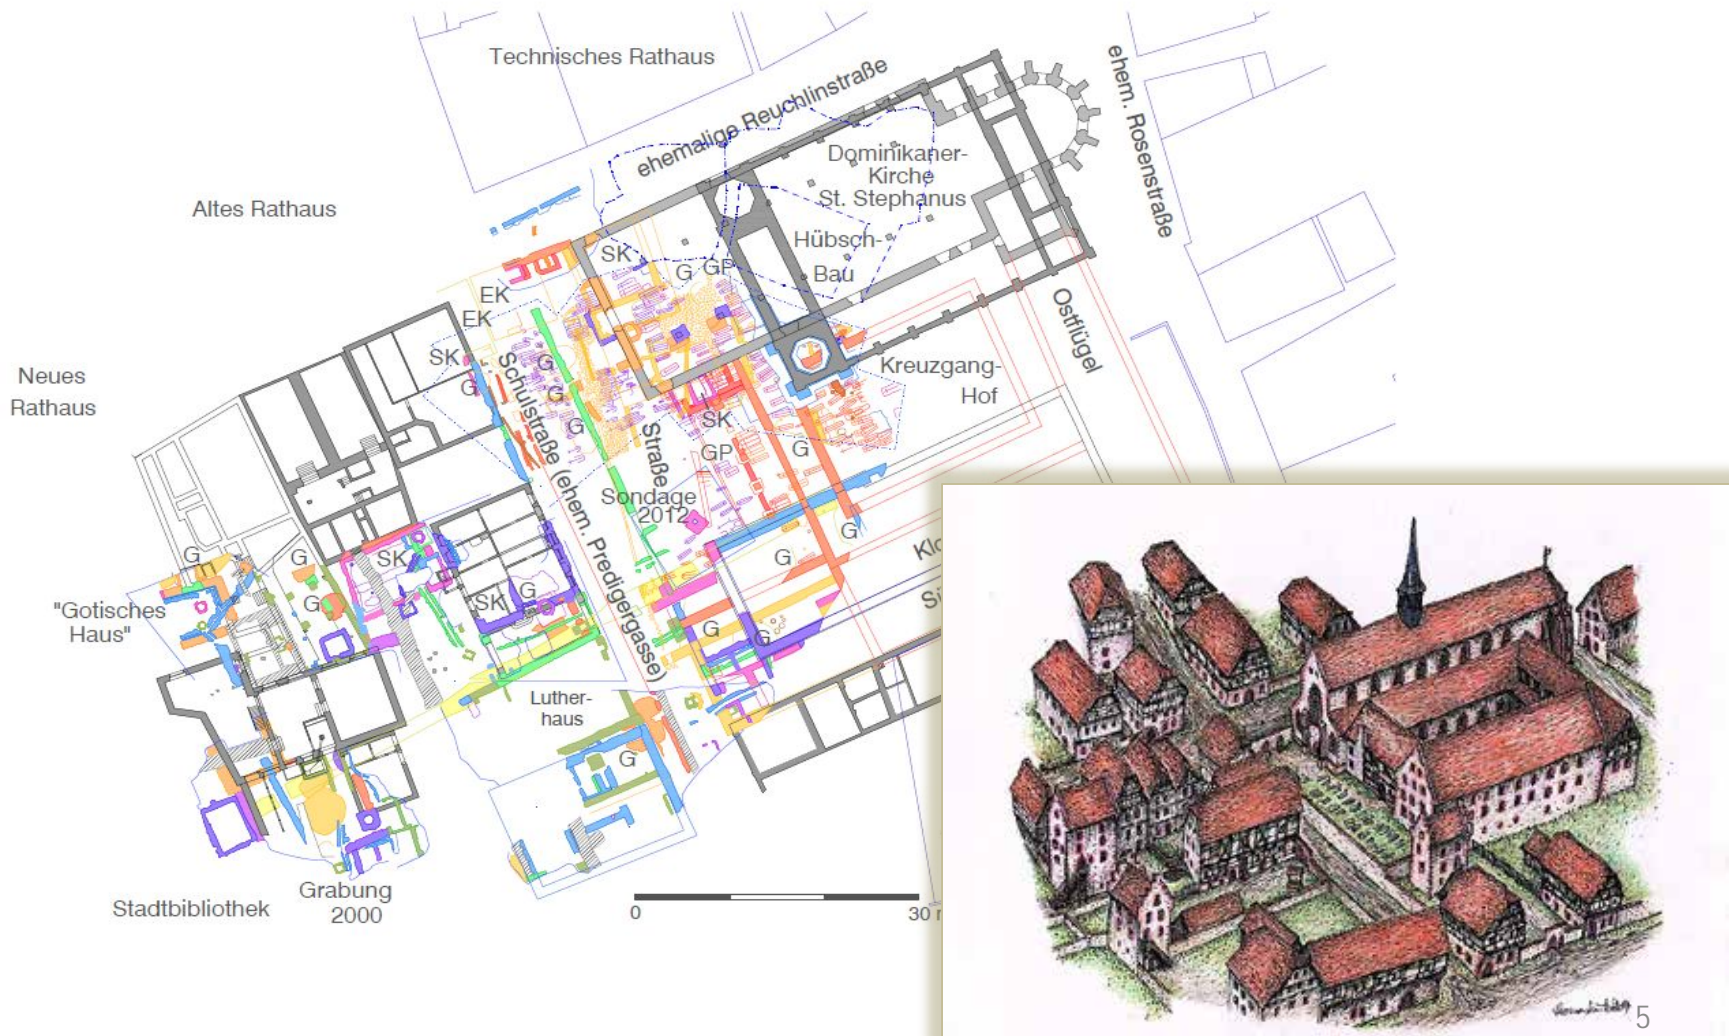 Technisches Rathaus
ehemalige Reuchlinstraße
ehem. Rosenstraße
Altes Rathaus
Dominikaner-
Kirche
St. Stephanus
Hübsch-
Bau
SK
G
GP
EK
EK
SK
G
Neues
Rathaus
Schulstraße (ehem. Predigergasse)
G
G
G
Straße
SK
GP
G
Kreuzgang-
Hof
Ostflügel
Sondage
2012
G
G
G
G
G
G
G
SK
SK
G
"Gotisches
Haus"
Luther-
haus
G
Stadtbibliothek
Grabung
2000
0
30
5